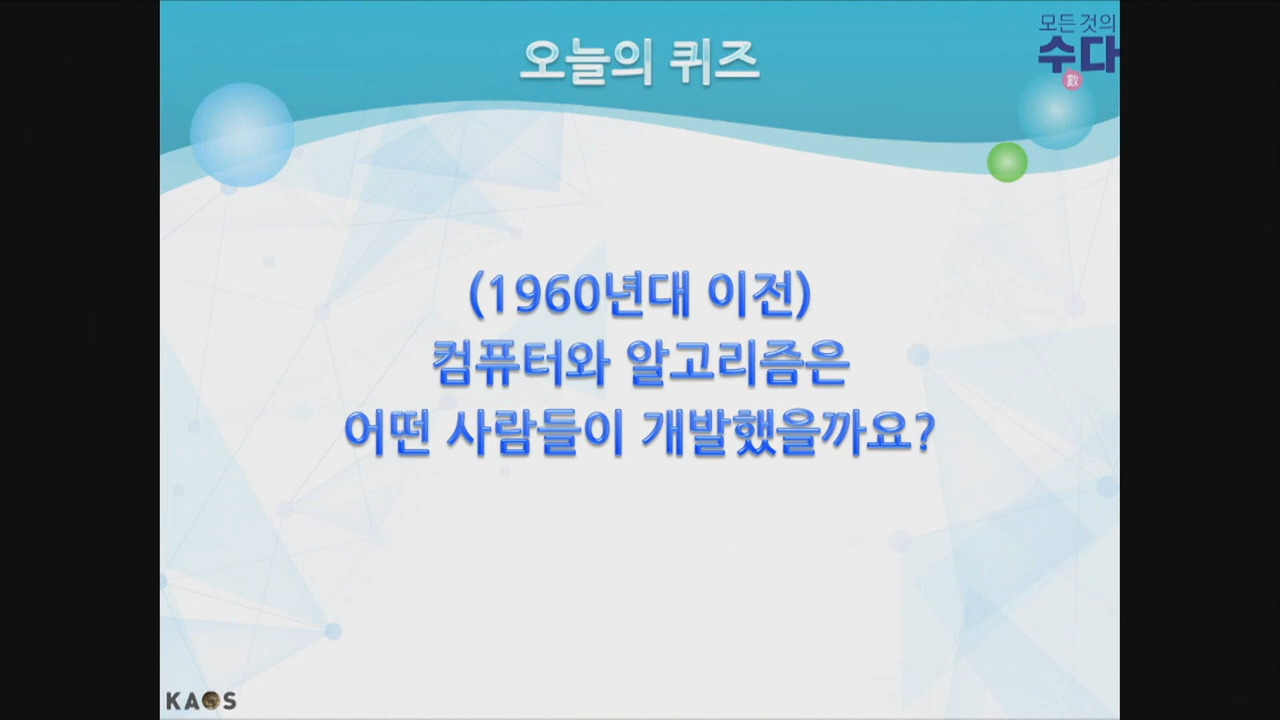 오늘의 퀴즈
모든 것의
수다
數
(1960년대 이전)
컴퓨터와 알고리즘은
어떤 사람들이 개발했을까요?
KAOS